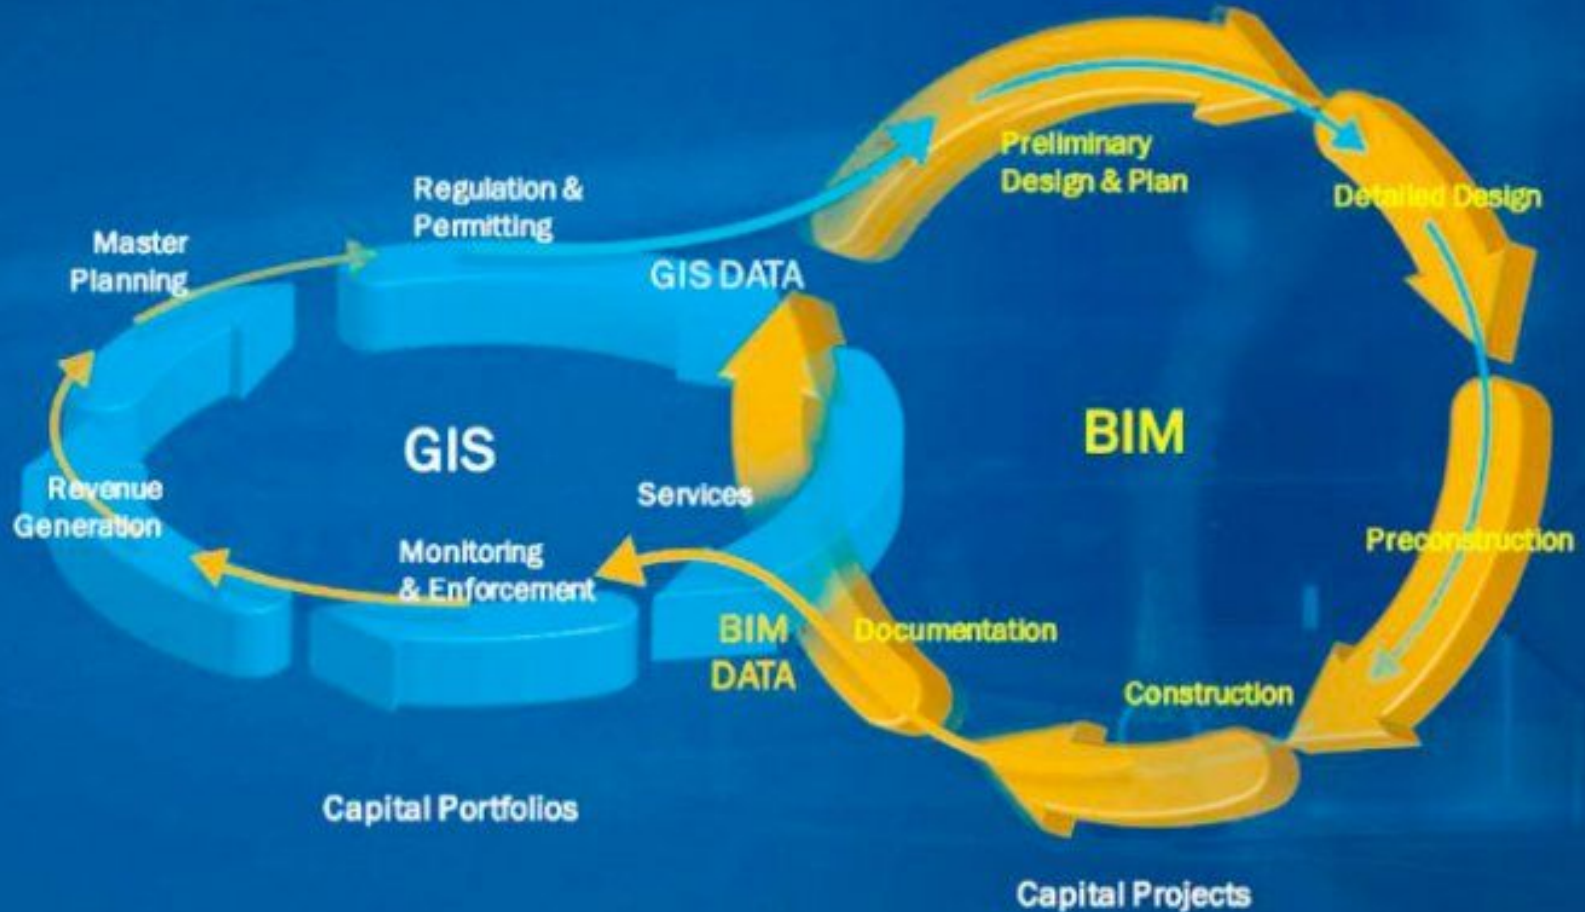 Regulation &
Permitting
Master
Planning
GIS DATA
GIS
Revenue
Generation
Services
Monitoring
& Enforcement
BIM
DATA
Preliminary
Design & Plan
Detailed Design
BIM
Preconstruction
Documentation
Construction
Capital Portfolios
Capital Projects